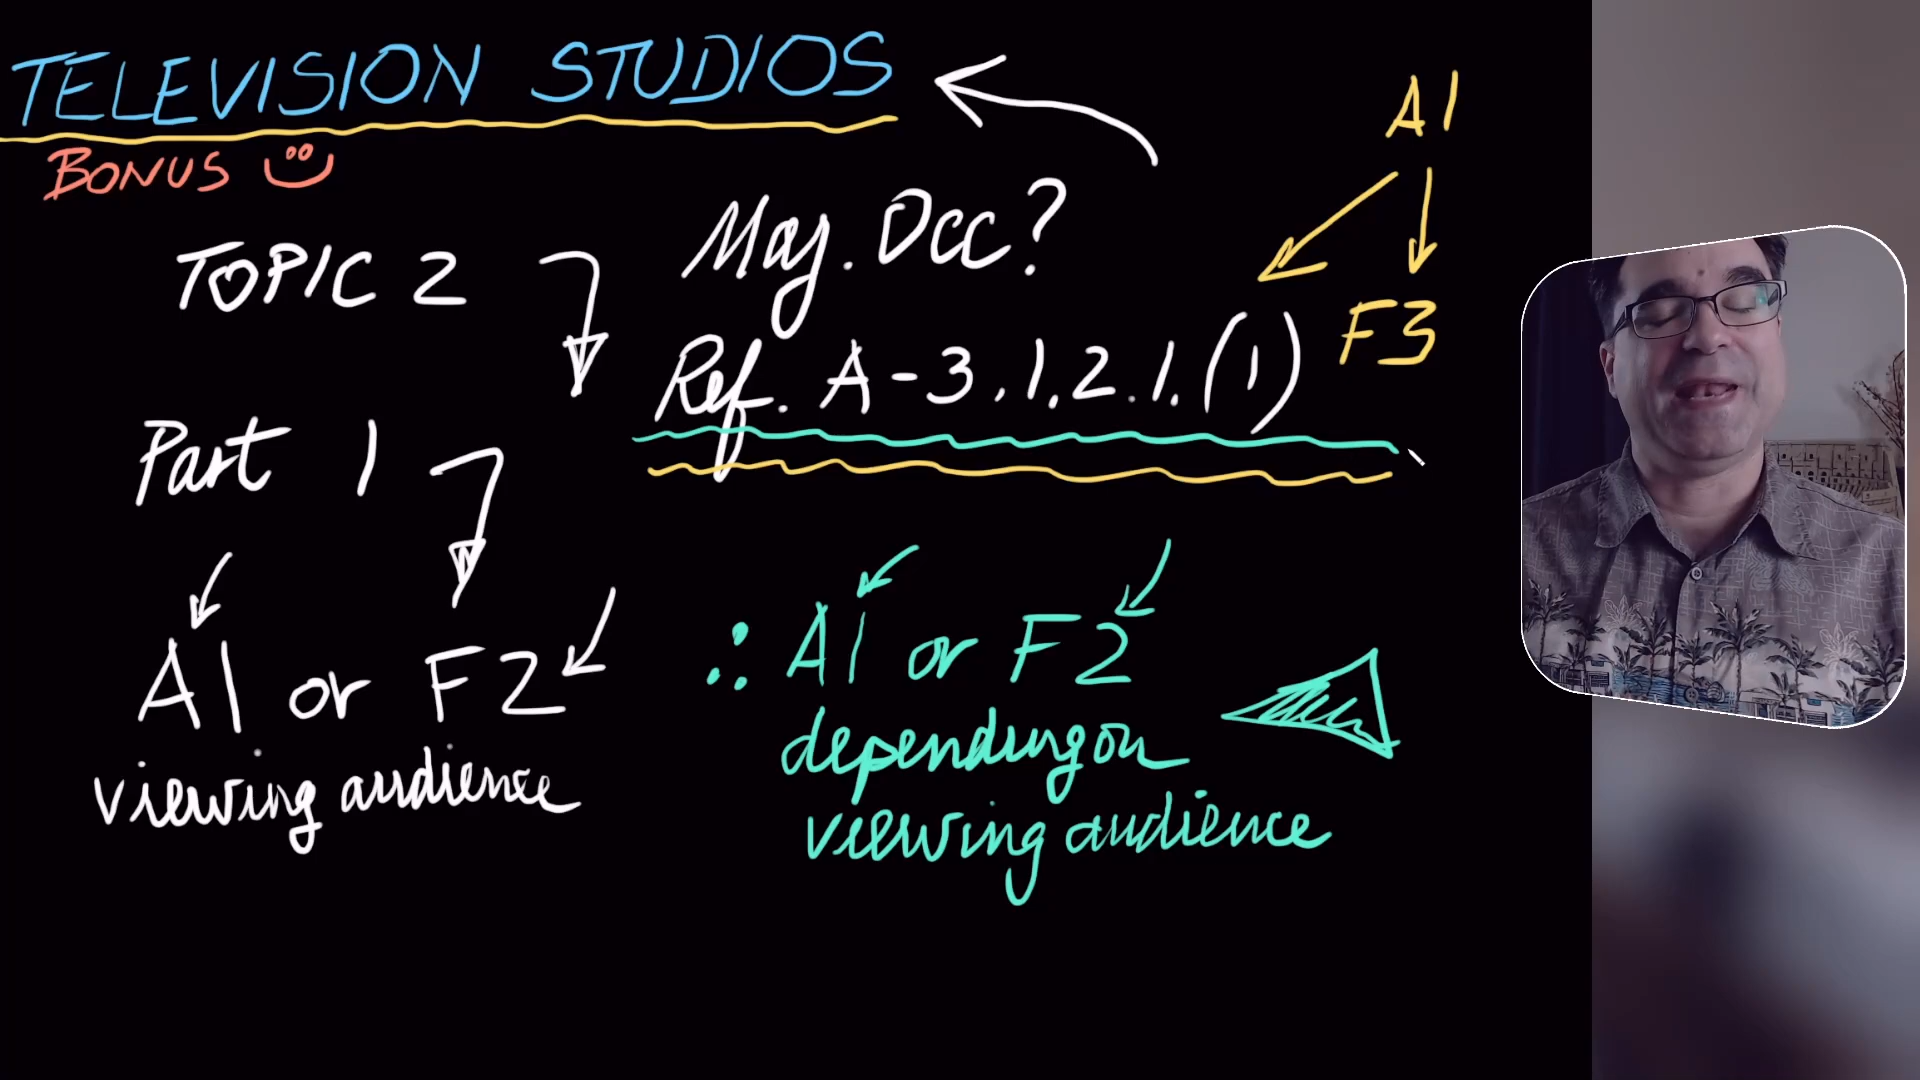 TELEVISION STUDIOS
BONUS
A1
Maj. Occ?
TOPIC 2
F3
Ref. A-3.1.2.1.(1)
Part 1
A1 or F2
viewing audience
∴ A1 or F2
depending on
viewing audience